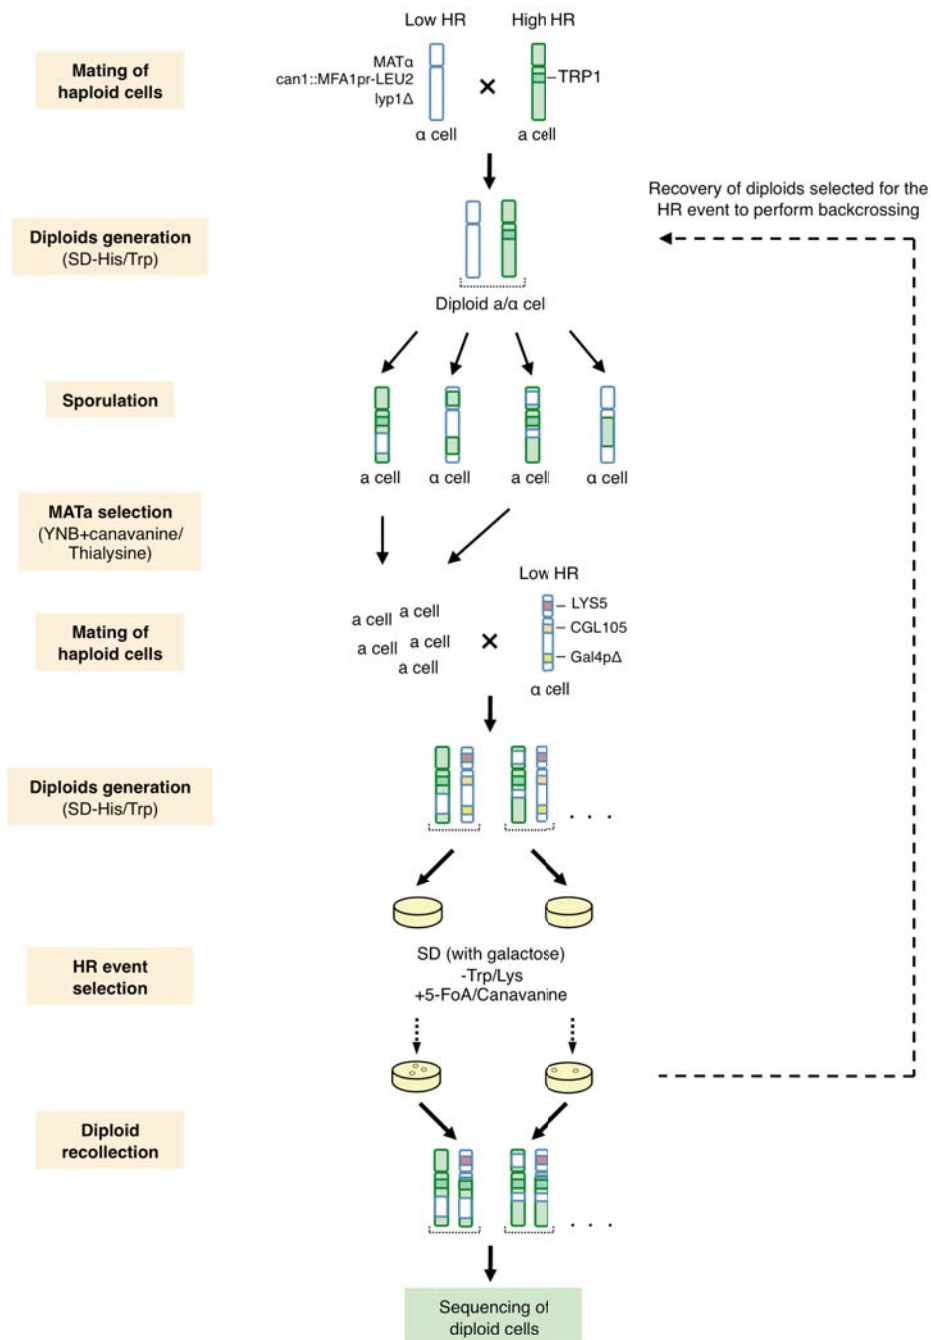 Low HR
High HR
Mating of
haploid cells
MATα
can1::MFA1pr-LEU2
lyp1Δ
TRP1
α cell
a cell
Recovery of diploids selected for the
HR event to perform backcrossing
Diploids generation
(SD-His/Trp)
Diploid a/α cel
Sporulation
a cell
α cell
a cell
α cell
MATa selection
(YNB+canavanine/
Thialysine)
Low HR
LYS5
CGL105
Gal4pΔ
Mating of
haploid cells
a cell
a cell
a cell
a cell
a cell
α cell
Diploids generation
(SD-His/Trp)
. . .
HR event
selection
SD (with galactose)
-Trp/Lys
+5-FoA/Canavanine
Diploid
recollection
. . .
Sequencing of
diploid cells